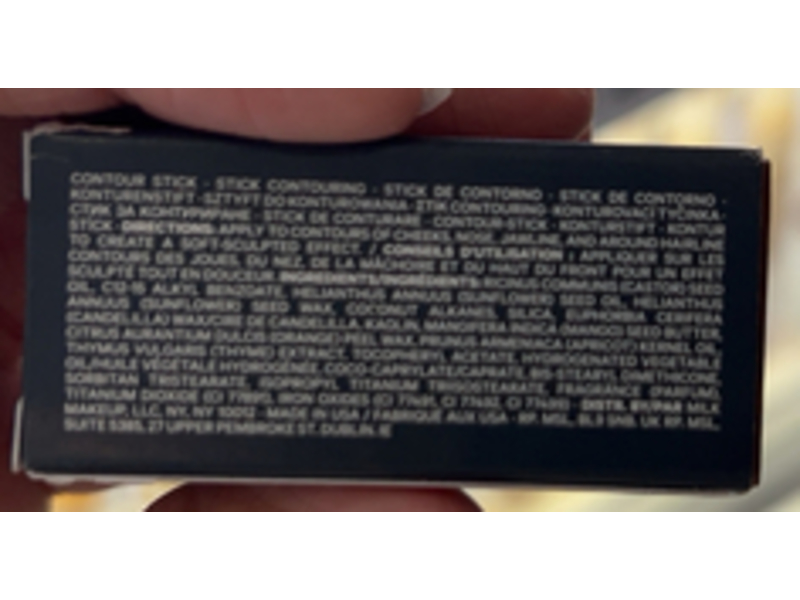 CONTOUR STICK · STICK CONTOURING · STICK DE CONTORNO · STICK DE CONTORNO ·
KONTURENSTIFT · SZTYFT DO KONTUROWANIA · ZTIK CONTOURING · KONTUROVACÍ TYČINKA ·
СТИК ЗА КОНТУРИРАНЕ · STICK DE CONTURARE · CONTOUR-STICK · KONTURSTIFT ·
STICK. DIRECTIONS: APPLY TO CONTOURS OF CHEEKS, NOSE, JAWLINE, AND AROUND HAIRLINE
TO CREATE A SOFT-SCULPTED EFFECT. / CONSEILS D'UTILISATION : APPLIQUER SUR LES
CONTOURS DES JOUES, DU NEZ, DE LA MÂCHOIRE ET DU HAUT DU FRONT POUR UN EFFET
SCULPTÉ TOUT EN DOUCEUR. INGREDIENTS/INGRÉDIENTS: RICINUS COMMUNIS (CASTOR) SEED
OIL, C12-15 ALKYL BENZOATE, HELIANTHUS ANNUUS (SUNFLOWER) SEED OIL, HELIANTHUS
ANNUUS (SUNFLOWER) SEED WAX, COCONUT ALKANES, SILICA, EUPHORBIA CERIFERA
(CANDELILLA) WAX/CIRE DE CANDELILLA, KAOLIN, MANGIFERA INDICA (MANGO) SEED BUTTER,
CITRUS AURANTIUM DULCIS (ORANGE) PEEL WAX, PRUNUS ARMENIACA (APRICOT) KERNEL OIL,
THYMUS VULGARIS (THYME) EXTRACT, TOCOPHERYL ACETATE, HYDROGENATED VEGETABLE
OIL/HUILE VÉGÉTALE HYDROGÉNÉE, COCO-CAPRYLATE/CAPRATE, BIS-STEARYL DIMETHICONE,
SORBITAN TRISTEARATE, ISOPROPYL TITANIUM TRIISOSTEARATE, FRAGRANCE (PARFUM),
TITANIUM DIOXIDE (CI 77891), IRON OXIDES (CI 77491, CI 77492, CI 77499) · DISTR. BY/PAR MILK
MAKEUP, LLC, NY, NY 10012 · MADE IN USA / FABRIQUÉ AUX USA · RP: MSL, BL9 5NB, UK RP: MSL,
SUITE 5385, 27 UPPER PEMBROKE ST. DUBLIN, IE